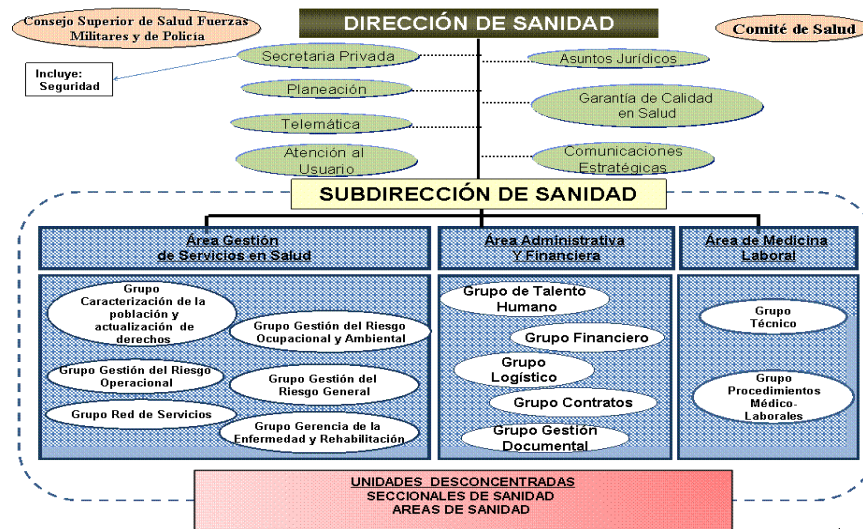 Consejo Superior de Salud Fuerzas
Militares y de Policía
DIRECCIÓN DE SANIDAD
Comité de Salud
Secretaria Privada
Asuntos Jurídicos
Incluye:
Seguridad
Planeación
Garantía de Calidad
en Salud
Telemática
Atención al
Usuario
Comunicaciones
Estratégicas
SUBDIRECCIÓN DE SANIDAD
Área Gestión
de Servicios en Salud
Área Administrativa
Y Financiera
Área de Medicina
Laboral
Grupo
Caracterización de la
población y
actualización de
derechos
Grupo Gestión del Riesgo
Ocupacional y Ambiental
Grupo Gestión del Riesgo
Operacional
Grupo Gestión del
Riesgo General
Grupo Red de Servicios
Grupo Gerencia de la
Enfermedad y Rehabilitación
Grupo de Talento
Humano
Grupo Financiero
Grupo
Logístico
Grupo Contratos
Grupo Gestión
Documental
Grupo
Técnico
Grupo
Procedimientos
Médico-
Laborales
UNIDADES DESCONCENTRADAS
SECCIONALES DE SANIDAD
AREAS DE SANIDAD